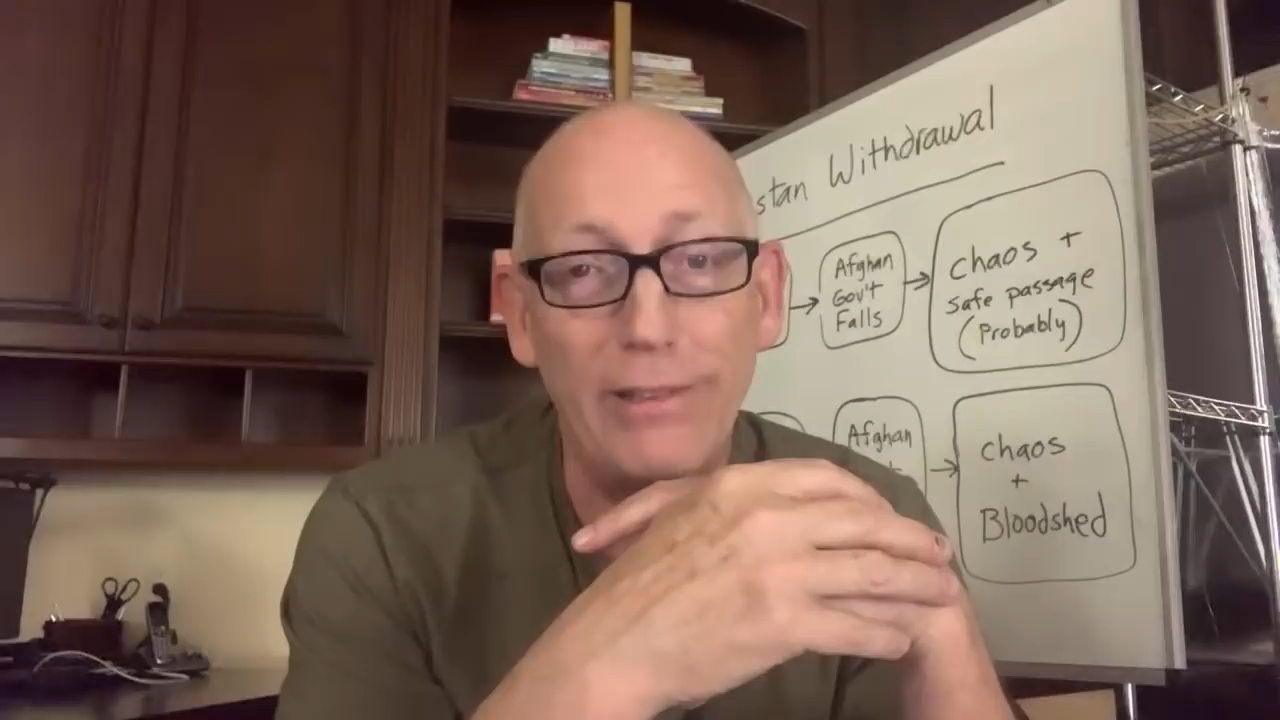 stan Withdrawal
Afghan
Gov't
Falls
chaos +
safe passage
(Probably)
Afghan
chaos
+
Bloodshed